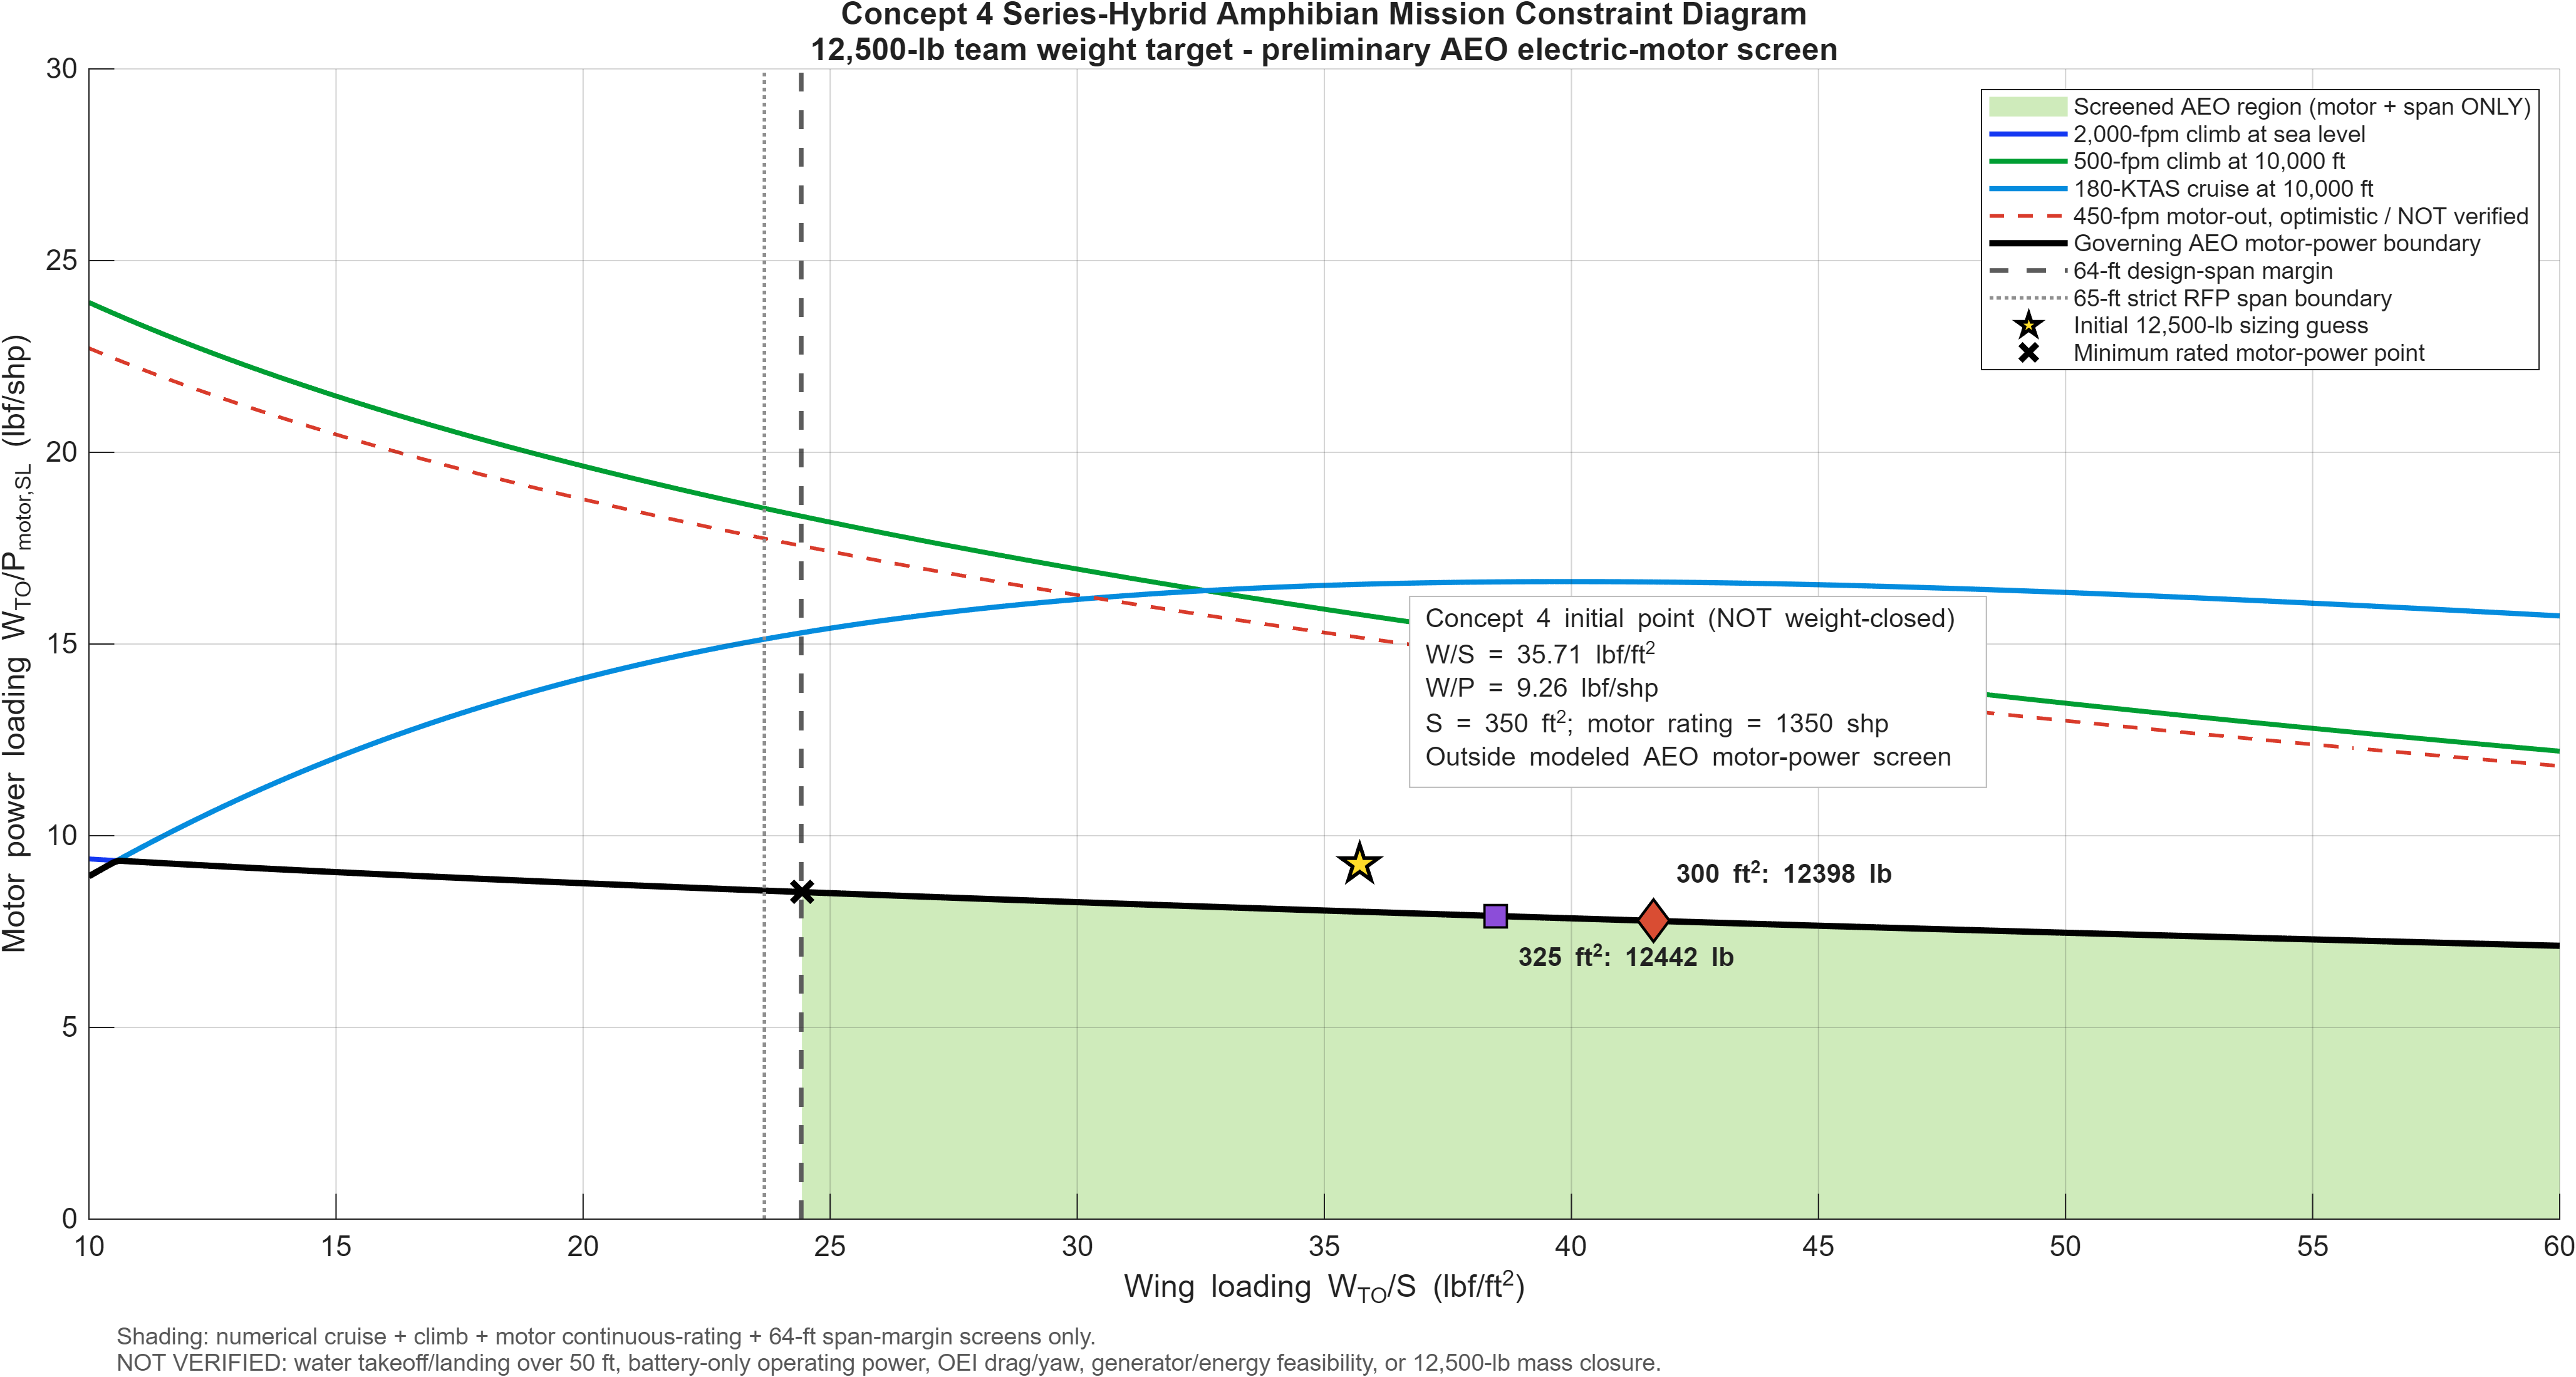 Concept 4 Series-Hybrid Amphibian Mission Constraint Diagram
12,500-lb team weight target - preliminary AEO electric-motor screen
30
25
20
15
10
5
0
Motor power loading W_TO/P_motor,SL (lbf/shp)
Screened AEO region (motor + span ONLY)
2,000-fpm climb at sea level
500-fpm climb at 10,000 ft
180-KTAS cruise at 10,000 ft
450-fpm motor-out, optimistic / NOT verified
Governing AEO motor-power boundary
64-ft design-span margin
65-ft strict RFP span boundary
Initial 12,500-lb sizing guess
Minimum rated motor-power point
Concept 4 initial point (NOT weight-closed)
W/S = 35.71 lbf/ft²
W/P = 9.26 lbf/shp
S = 350 ft²; motor rating = 1350 shp
Outside modeled AEO motor-power screen
300 ft²: 12398 lb
325 ft²: 12442 lb
10 15 20 25 30 35 40 45 50 55 60
Wing loading W_TO/S (lbf/ft²)
Shading: numerical cruise + climb + motor continuous-rating + 64-ft span-margin screens only.
NOT VERIFIED: water takeoff/landing over 50 ft, battery-only operating power, OEI drag/yaw, generator/energy feasibility, or 12,500-lb mass closure.